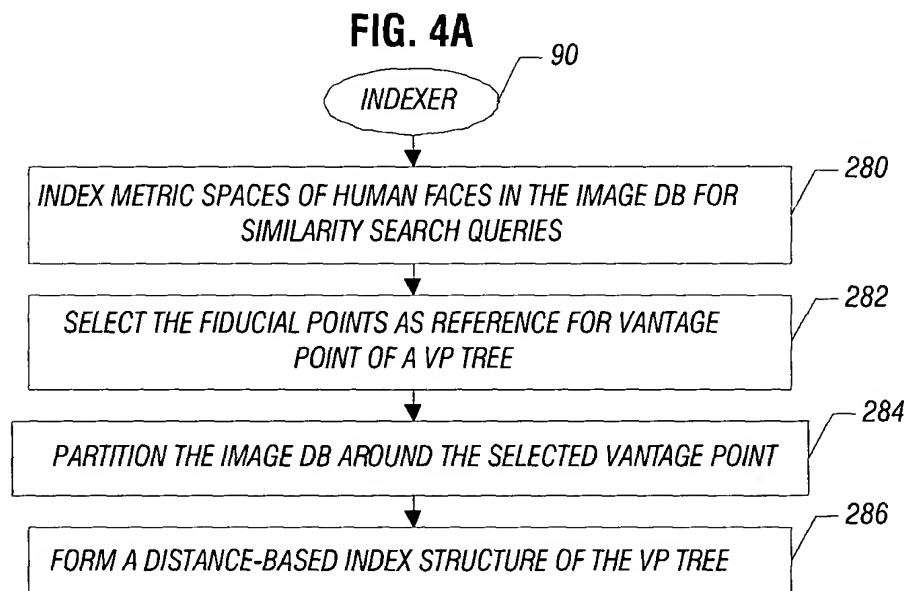 FIG. 4A
90
INDEXER
280
INDEX METRIC SPACES OF HUMAN FACES IN THE IMAGE DB FOR
SIMILARITY SEARCH QUERIES
282
SELECT THE FIDUCIAL POINTS AS REFERENCE FOR VANTAGE
POINT OF A VP TREE
284
PARTITION THE IMAGE DB AROUND THE SELECTED VANTAGE POINT
286
FORM A DISTANCE-BASED INDEX STRUCTURE OF THE VP TREE